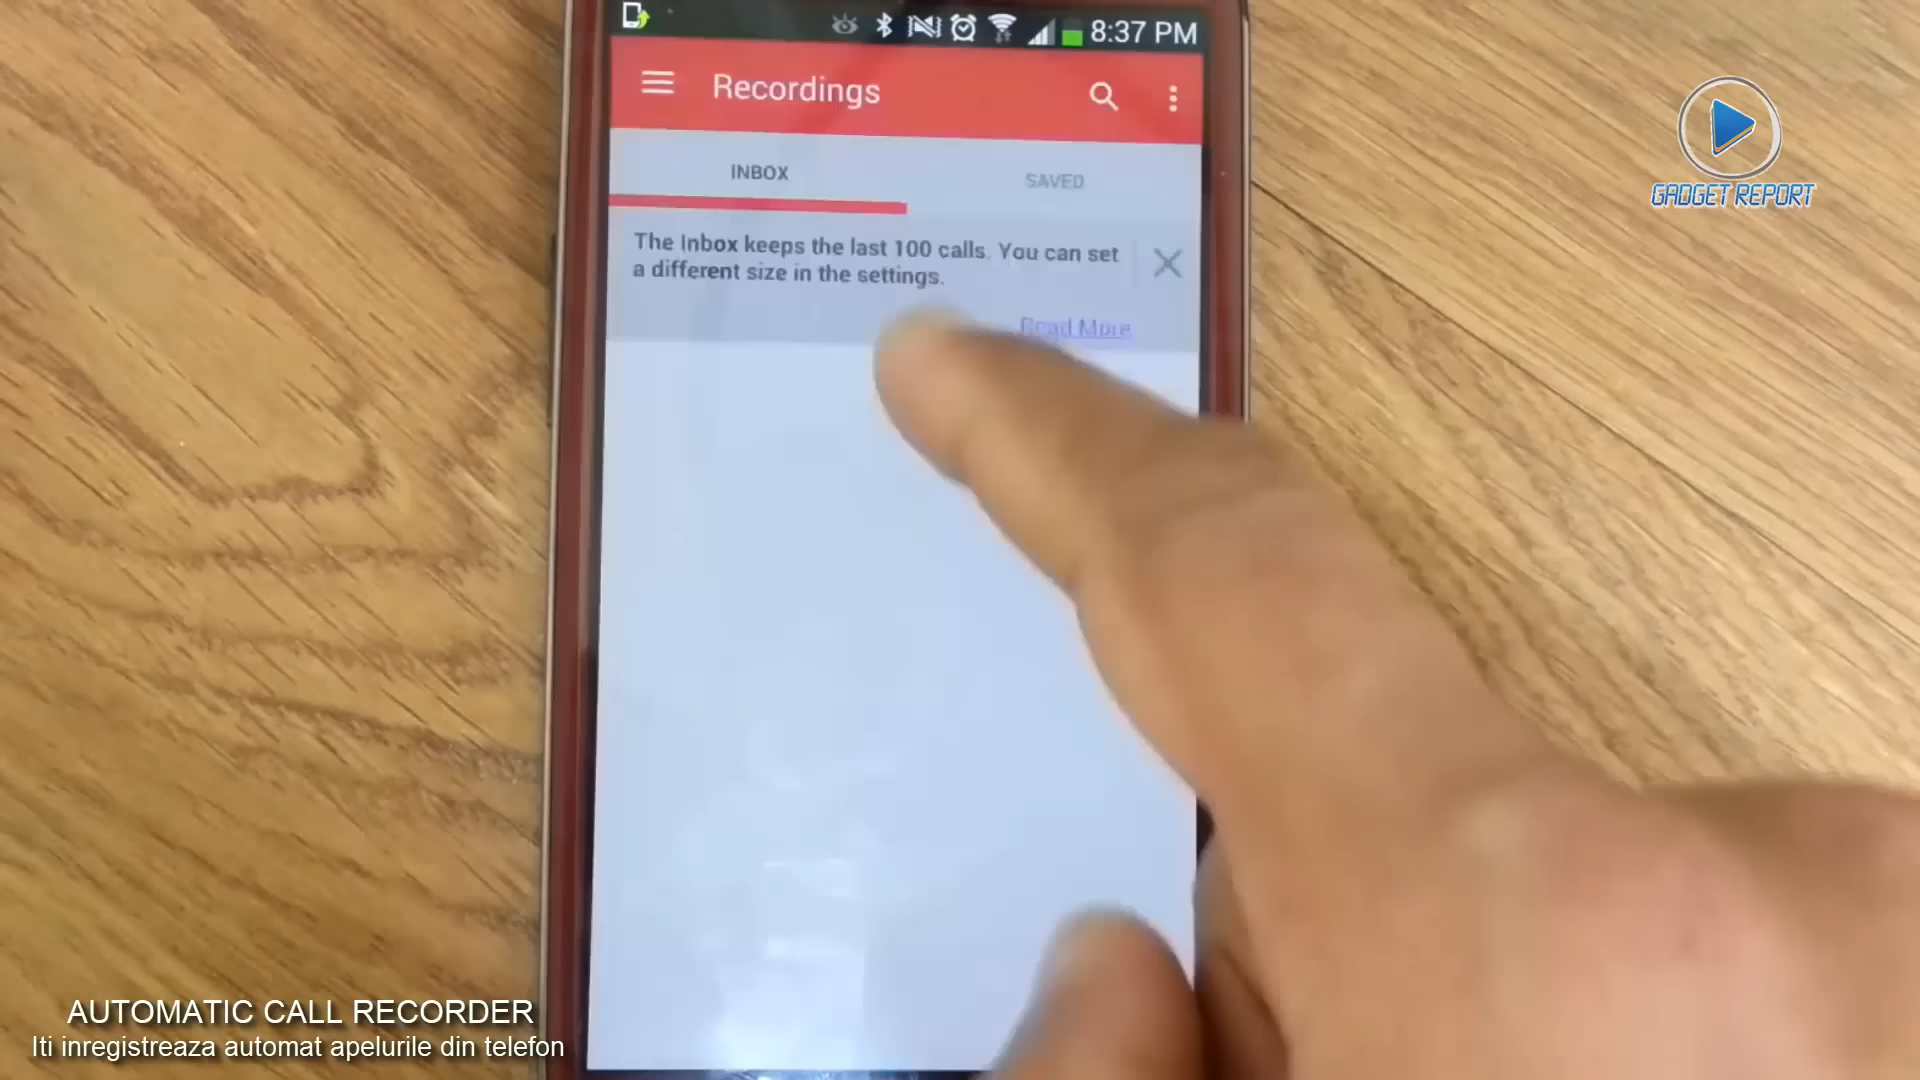 8:37 PM
Recordings
INBOX
SAVED
The Inbox keeps the last 100 calls. You can set
a different size in the settings.
Read More
GADGET REPORT
AUTOMATIC CALL RECORDER
Iti inregistreaza automat apelurile din telefon